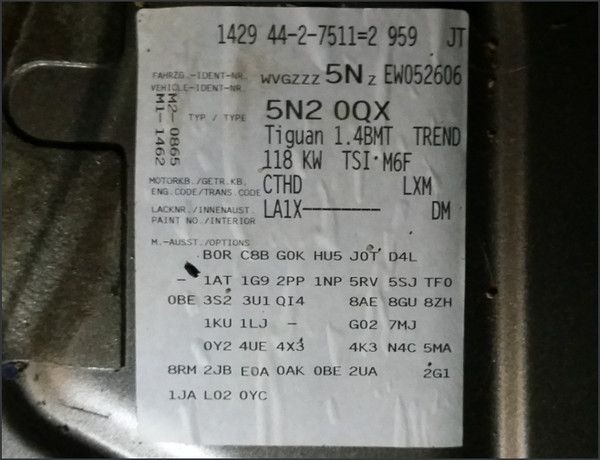 1429 44-2-7511=2 959 JT
FAHRZG.-IDENT-NR.
VEHICLE-IDENT-NR.
WVGZZZ 5N Z EW052606
M2- 0865
M1- 1462
TYP / TYPE
5N2 0QX
Tiguan 1.4BMT TREND
118 KW TSI M6F
MOTORKB./GETR.KB.
ENG.CODE/TRANS.CODE
CTHD LXM
LACKNR./INNENAUST.
PAINT NO./INTERIOR
LA1X-------- DM
M.-AUSST./OPTIONS
B0R C8B G0K HU5 J0T D4L
- 1AT 1G9 2PP 1NP 5RV 5SJ TF0
0BE 3S2 3U1 QI4 8AE 8GU 8ZH
1KU 1LJ - G02 7MJ
0Y2 4UE 4X3 4K3 N4C 5MA
8RM 2JB E0A 0AK 0BE 2UA 2G1
1JA L02 0YC